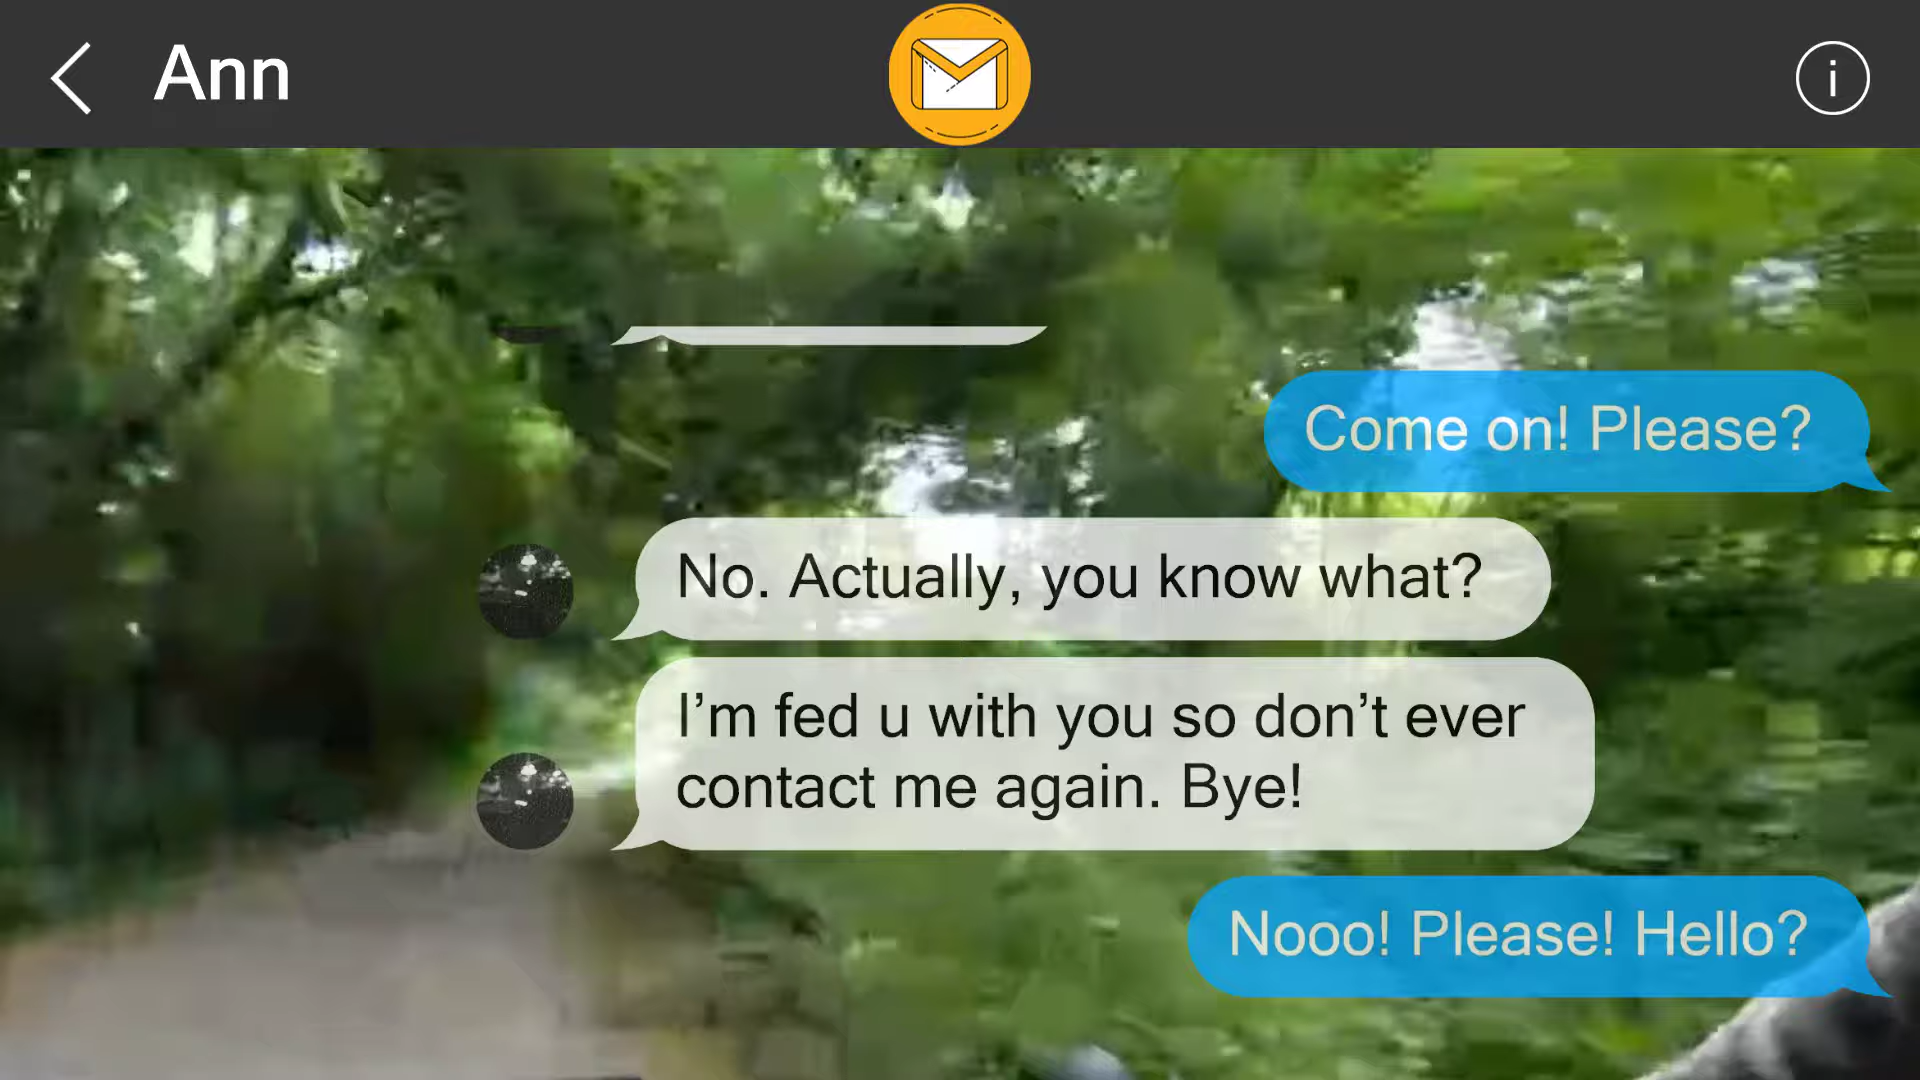 Ann
Come on! Please?
No. Actually, you know what?
I’m fed u with you so don’t ever
contact me again. Bye!
Nooo! Please! Hello?